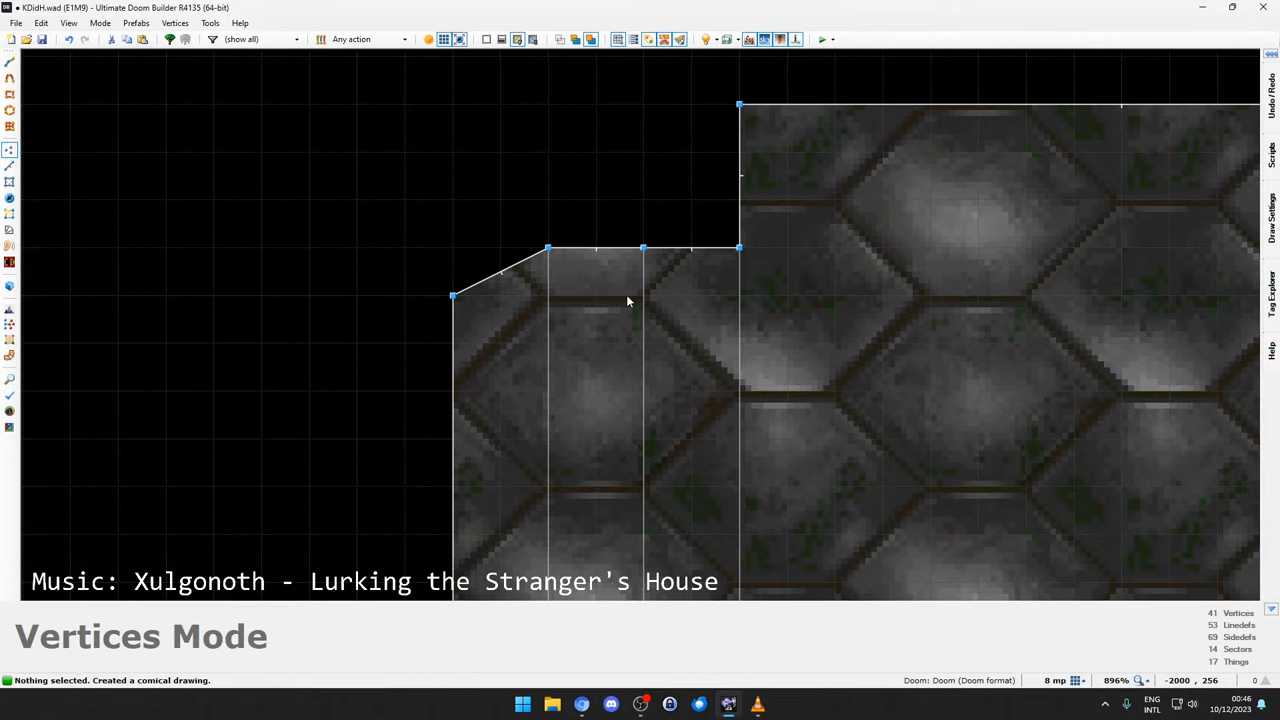 KDidH.wad (E1M9) - Ultimate Doom Builder R4135 (64-bit)
File Edit View Mode Prefabs Vertices Tools Help
(show all) Any action
Undo / Redo
Scripts
Draw Settings
Tag Explorer
Help
Music: Xulgonoth - Lurking the Stranger's House
Vertices Mode
41 Vertices
53 Linedefs
69 Sidedefs
14 Sectors
17 Things
Nothing selected. Created a comical drawing. Doom: Doom (Doom format) 8 mp 896% -2000 , 256 0
ENG
INTL
00:46
10/12/2023